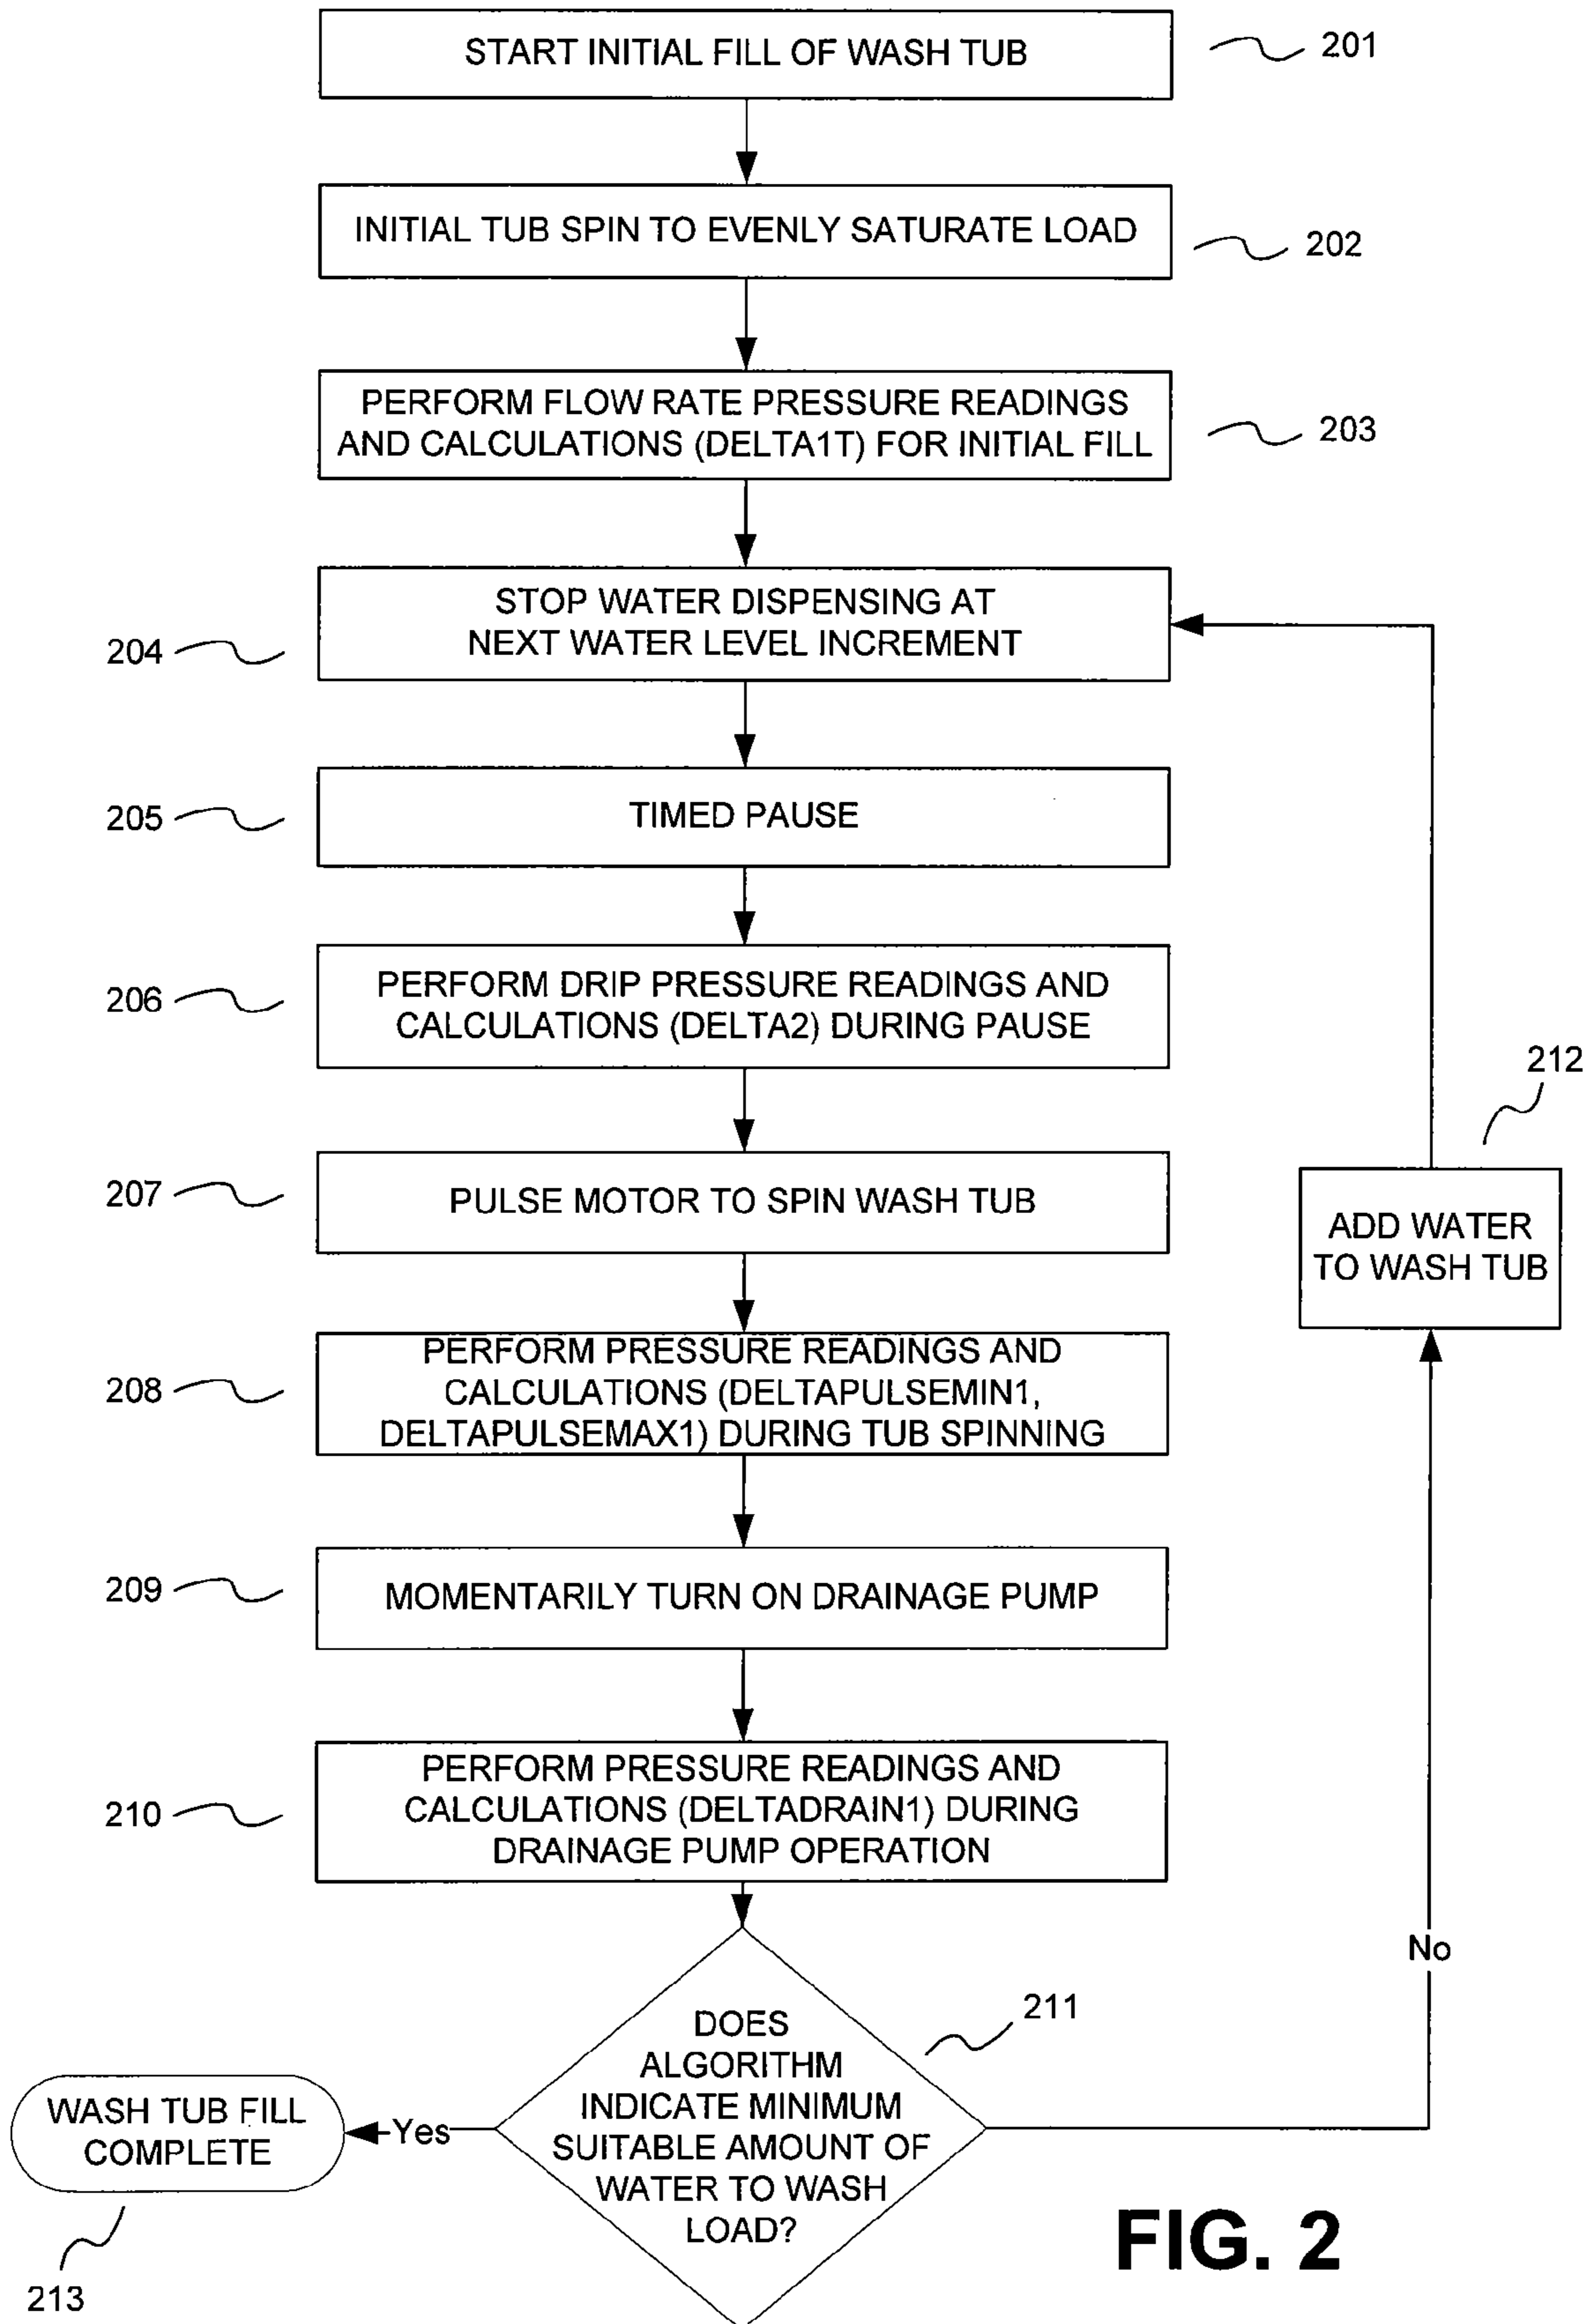 START INITIAL FILL OF WASH TUB
201
INITIAL TUB SPIN TO EVENLY SATURATE LOAD
202
PERFORM FLOW RATE PRESSURE READINGS
AND CALCULATIONS (DELTA1T) FOR INITIAL FILL
203
STOP WATER DISPENSING AT
NEXT WATER LEVEL INCREMENT
204
TIMED PAUSE
205
PERFORM DRIP PRESSURE READINGS AND
CALCULATIONS (DELTA2) DURING PAUSE
206
PULSE MOTOR TO SPIN WASH TUB
207
212
ADD WATER
TO WASH TUB
PERFORM PRESSURE READINGS AND
CALCULATIONS (DELTAPULSEMIN1,
DELTAPULSEMAX1) DURING TUB SPINNING
208
MOMENTARILY TURN ON DRAINAGE PUMP
209
PERFORM PRESSURE READINGS AND
CALCULATIONS (DELTADRAIN1) DURING
DRAINAGE PUMP OPERATION
210
No
211
DOES
ALGORITHM
INDICATE MINIMUM
SUITABLE AMOUNT OF
WATER TO WASH
LOAD?
Yes
WASH TUB FILL
COMPLETE
213
FIG. 2